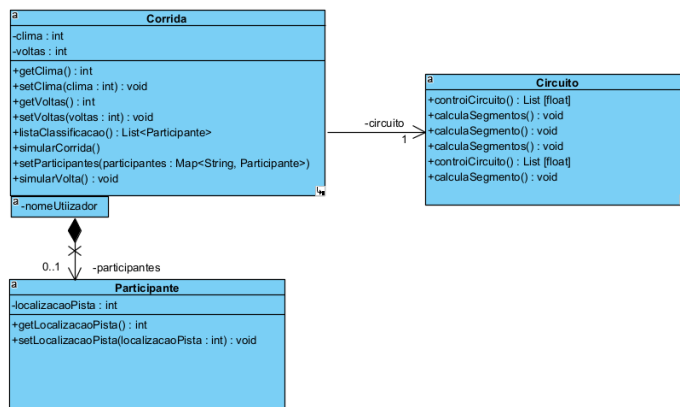 a
Corrida
-clima : int
-voltas : int
+getClima() : int
+setClima(clima : int) : void
+getVoltas() : int
+setVoltas(voltas : int) : void
+listaClassificacao() : List<Participante>
+simularCorrida()
+setParticipantes(participantes : Map<String, Participante>)
+simularVolta() : void
a
-nomeUtiizador
-circuito
1
a
Circuito
+controiCircuito() : List [float]
+calculaSegmentos() : void
+calculaSegmentos() : void
+calculaSegmentos() : void
+controiCircuito() : List [float]
+calculaSegmento() : void
0..1
-participantes
a
Participante
-localizacaoPista : int
+getLocalizacaoPista() : int
+setLocalizacaoPista(localizacaoPista : int) : void